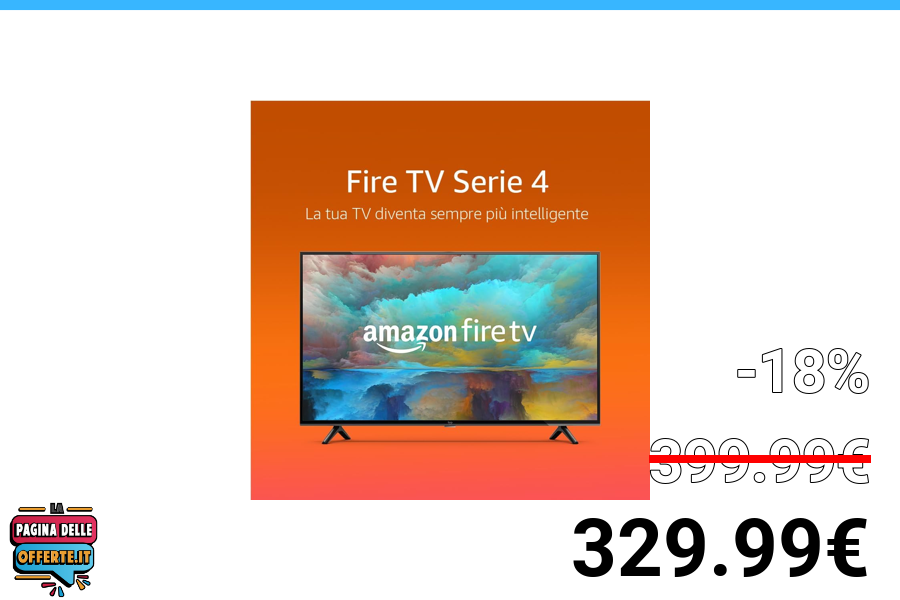 Fire TV Serie 4
La tua TV diventa sempre più intelligente
amazon fire tv
-18%
399.99€
329.99€
LA
PAGINA DELLE
OFFERTE.IT